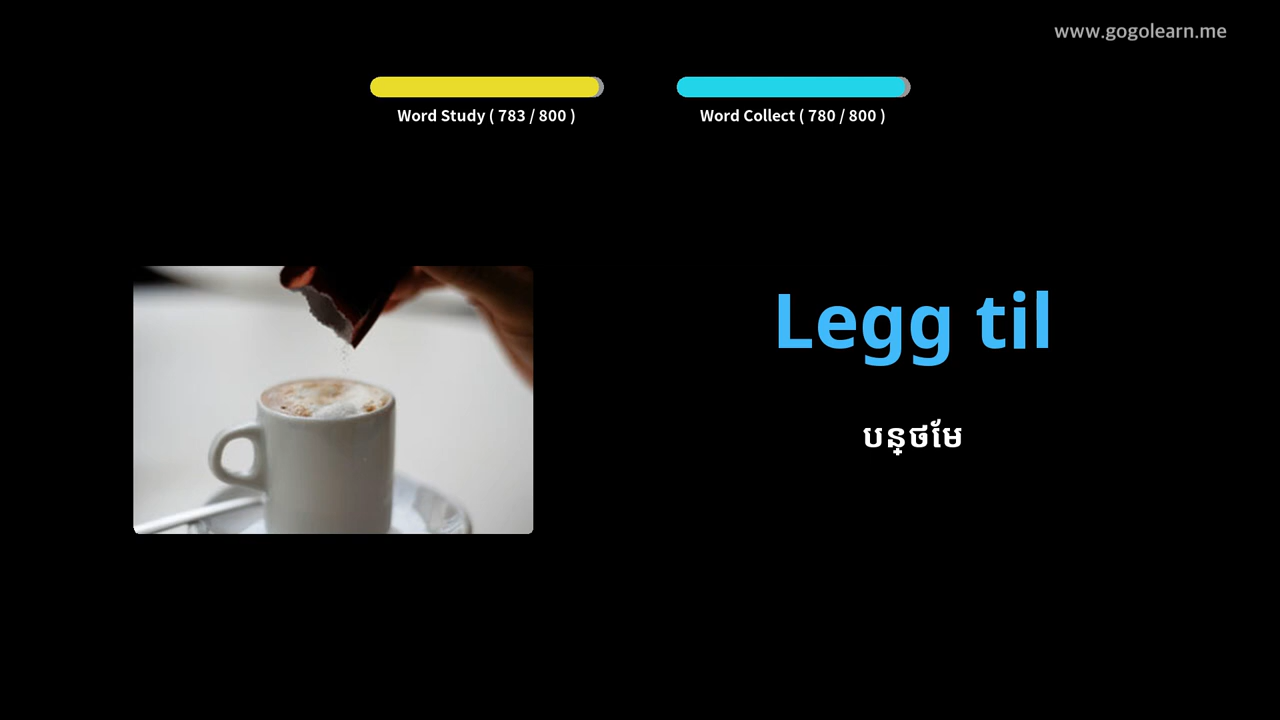 www.gogolearn.me
Word Study ( 783 / 800 )
Word Collect ( 780 / 800 )
Legg til
បន្ថមែ